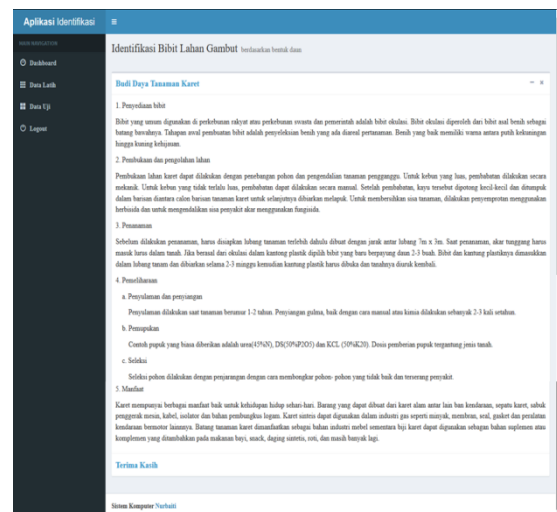 Aplikasi Identifikasi
MAIN NAVIGATION
Dashboard
Data Latih
Data Uji
Logout
Identifikasi Bibit Lahan Gambut berdasarkan bentuk daun
Budi Daya Tanaman Karet
1. Penyediaan bibit
Bibit yang umum digunakan di perkebunan rakyat atau perkebunan swasta dan pemerintah adalah bibit okulasi. Bibit okulasi diperoleh dari bibit asal benih sebagai
batang bawahnya. Tahapan awal pembuatan bibit adalah penyeleksian benih yang ada diareal pertanaman. Benih yang baik memiliki warna antara putih kekuningan
hingga kuning kehijauan.
2. Pembukaan dan pengolahan lahan
Pembukaan lahan karet dapat dilakukan dengan penebangan pohon dan pengendalian tanaman pengganggu. Untuk kebun yang luas, pembabatan dilakukan secara
mekanik. Untuk kebun yang tidak terlalu luas, pembabatan dapat dilakukan secara manual. Setelah pembabatan, kayu tersebut dipotong kecil-kecil dan ditumpuk
dalam barisan diantara calon barisan tanaman karet untuk selanjutnya dibiarkan melapuk. Untuk membersihkan sisa tanaman, dilakukan penyemprotan menggunakan
herbisida dan untuk mengendalikan sisa penyakit akar menggunakan fungisida.
3. Penanaman
Sebelum dilakukan penanaman, harus disiapkan lubang tanaman terlebih dahulu dibuat dengan jarak antar lubang 7m x 3m. Saat penanaman, akar tunggang harus
masuk lurus dalam tanah. Jika berasal dari okulasi dalam kantong plastik dipilih bibit yang baru berpayung daun 2-3 buah. Bibit dan kantung plastiknya dimasukkan
dalam lubang tanam dan dibiarkan selama 2-3 minggu kemudian kantung plastik harus dibuka dan tanahnya diurak kembali.
4. Pemeliharaan
a. Penyulaman dan penyiangan
Penyulaman dilakukan saat tanaman berumur 1-2 tahun. Penyiangan gulma, baik dengan cara manual atau kimia dilakukan sebanyak 2-3 kali setahun.
b. Pemupukan
Contoh pupuk yang biasa diberikan adalah urea(45%N), DS(50%P2O5) dan KCL (50%K20). Dosis pemberian pupuk tergantung jenis tanah.
c. Seleksi
Seleksi pohon dilakukan dengan penjarangan dengan cara membongkar pohon- pohon yang tidak baik dan terserang penyakit.
5. Manfaat
Karet mempunyai berbagai manfaat baik untuk kehidupan hidup sehari-hari. Barang yang dapat dibuat dari karet alam antar lain ban kendaraan, sepatu karet, sabuk
penggerak mesin, kabel, isolator dan bahan pembungkus logam. Karet sinteis dapat digunakan dalam industri gas seperti minyak, membran, seal, gasket dan peralatan
kendaraan bermotor lainnya. Batang tanaman karet dimanfaatkan sebagai bahan industri mebel sementara biji karet dapat digunakan sebagai bahan suplemen atau
komplemen yang ditambahkan pada makanan bayi, snack, daging sintetis, roti, dan masih banyak lagi.
Terima Kasih
Sistem Komputer Nurbaiti